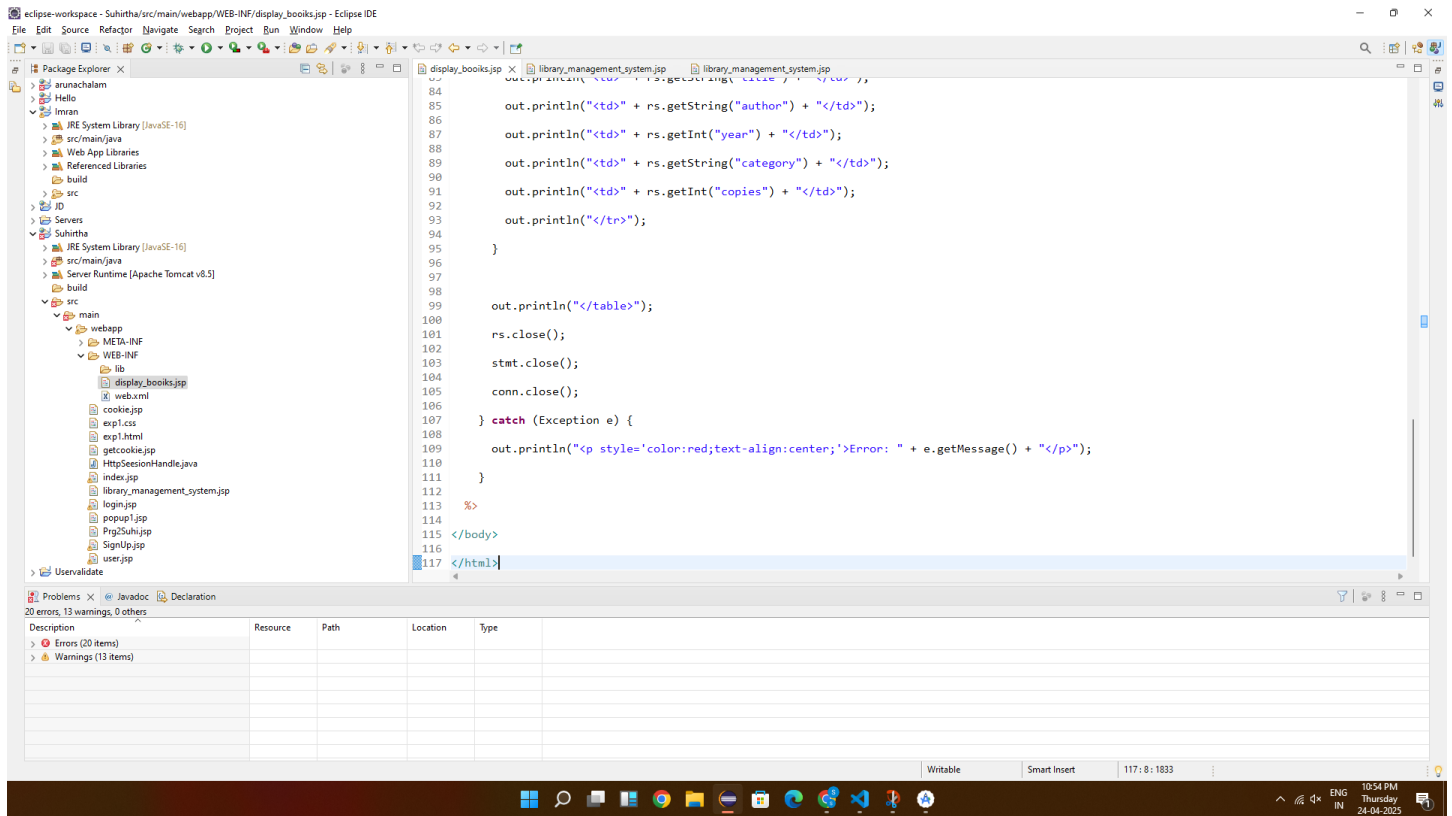 eclipse-workspace - Suhirtha/src/main/webapp/WEB-INF/display_booiks.jsp - Eclipse IDE
File Edit Source Refactor Navigate Search Project Run Window Help
Package Explorer
arunachalam
Hello
Imran
JRE System Library [JavaSE-16]
src/main/java
Web App Libraries
Referenced Libraries
build
src
JD
Servers
Suhirtha
JRE System Library [JavaSE-16]
src/main/java
Server Runtime [Apache Tomcat v8.5]
build
src
main
webapp
META-INF
WEB-INF
lib
display_booiks.jsp
web.xml
cookie.jsp
exp1.css
exp1.html
getcookie.jsp
HttpSeesionHandle.java
index.jsp
library_management_system.jsp
login.jsp
popup1.jsp
Prg2Suhi.jsp
SignUp.jsp
user.jsp
Uservalidate
display_booiks.jsp library_management_system.jsp library_management_system.jsp
83 out.println("<td>" + rs.getString("title") + "</td>");
84
85 out.println("<td>" + rs.getString("author") + "</td>");
86
87 out.println("<td>" + rs.getInt("year") + "</td>");
88
89 out.println("<td>" + rs.getString("category") + "</td>");
90
91 out.println("<td>" + rs.getInt("copies") + "</td>");
92
93 out.println("</tr>");
94
95 }
96
97
98
99 out.println("</table>");
100
101 rs.close();
102
103 stmt.close();
104
105 conn.close();
106
107 } catch (Exception e) {
108
109 out.println("<p style='color:red;text-align:center;'>Error: " + e.getMessage() + "</p>");
110
111 }
112
113 %>
114
115 </body>
116
117 </html>
Problems Javadoc Declaration
20 errors, 13 warnings, 0 others
Description Resource Path Location Type
Errors (20 items)
Warnings (13 items)
Writable Smart Insert 117 : 8 : 1833
ENG
IN
10:54 PM
Thursday
24-04-2025